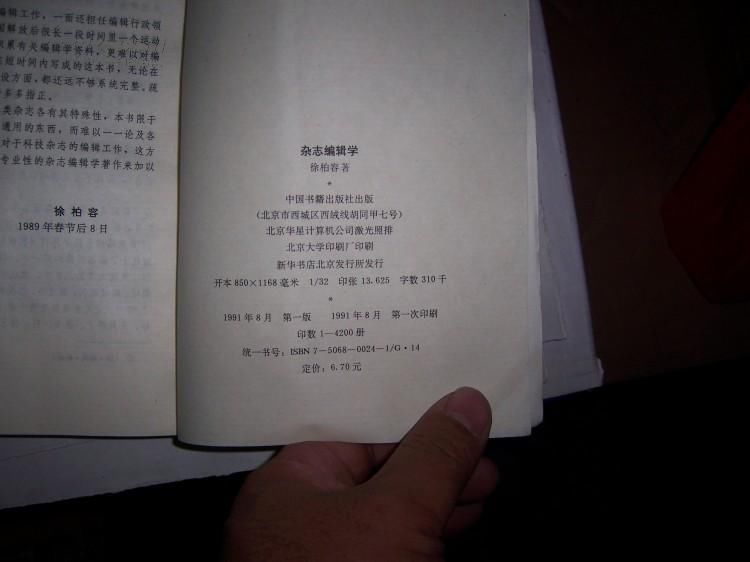 编辑工作，一面还担任编辑行政领
解放后很长一段时间里一个运动
累有关编辑学资料，更难以对编
短时间内写成的这本书，无论在
设方面，都还远不够系统完整、疏
多多指正。
类杂志各有其特殊性，本书限于
通用的东西，而难以一一论及各
对于科技杂志的编辑工作，这方
专业性的杂志编辑学著作来加以
徐柏容
1989年春节后8日
杂志编辑学
徐柏容著
*
中国书籍出版社出版
（北京市西城区西绒线胡同甲七号）
北京华星计算机公司激光照排
北京大学印刷厂印刷
新华书店北京发行所发行
开本850×1168毫米 1/32 印张13.625 字数310千
*
1991年8月 第一版 1991年8月 第一次印刷
印数1—4200册
统一书号：ISBN 7-5068-0024-1/G·14
定价：6.70元